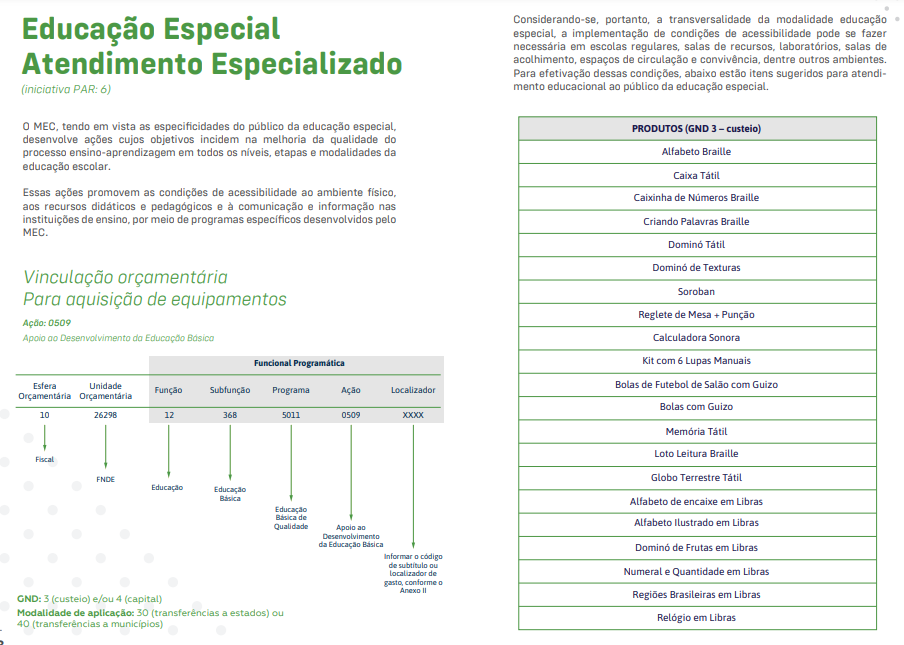 Educação Especial
Atendimento Especializado
(iniciativa PAR: 6)
O MEC, tendo em vista as especificidades do público da educação especial,
desenvolve ações cujos objetivos incidem na melhoria da qualidade do
processo ensino-aprendizagem em todos os níveis, etapas e modalidades da
educação escolar.
Essas ações promovem as condições de acessibilidade ao ambiente físico,
aos recursos didáticos e pedagógicos e à comunicação e informação nas
instituições de ensino, por meio de programas específicos desenvolvidos pelo
MEC.
Vinculação orçamentária
Para aquisição de equipamentos
Ação: 0509
Apoio ao Desenvolvimento da Educação Básica
Funcional Programática
Esfera Orçamentária Unidade Orçamentária Função Subfunção Programa Ação Localizador
10 26298 12 368 5011 0509 XXXX
Fiscal
FNDE
Educação
Educação
Básica
Educação
Básica de
Qualidade
Apoio ao
Desenvolvimento
da Educação Básica
Informar o código
de subtítulo ou
localizador de
gasto, conforme o
Anexo II
GND: 3 (custeio) e/ou 4 (capital)
Modalidade de aplicação: 30 (transferências a estados) ou
40 (transferências a municípios)
Considerando-se, portanto, a transversalidade da modalidade educação
especial, a implementação de condições de acessibilidade pode se fazer
necessária em escolas regulares, salas de recursos, laboratórios, salas de
acolhimento, espaços de circulação e convivência, dentre outros ambientes.
Para efetivação dessas condições, abaixo estão itens sugeridos para atendi-
mento educacional ao público da educação especial.
PRODUTOS (GND 3 – custeio)
Alfabeto Braille
Caixa Tátil
Caixinha de Números Braille
Criando Palavras Braille
Dominó Tátil
Dominó de Texturas
Soroban
Reglete de Mesa + Punção
Calculadora Sonora
Kit com 6 Lupas Manuais
Bolas de Futebol de Salão com Guizo
Bolas com Guizo
Memória Tátil
Loto Leitura Braille
Globo Terrestre Tátil
Alfabeto de encaixe em Libras
Alfabeto Ilustrado em Libras
Dominó de Frutas em Libras
Numeral e Quantidade em Libras
Regiões Brasileiras em Libras
Relógio em Libras